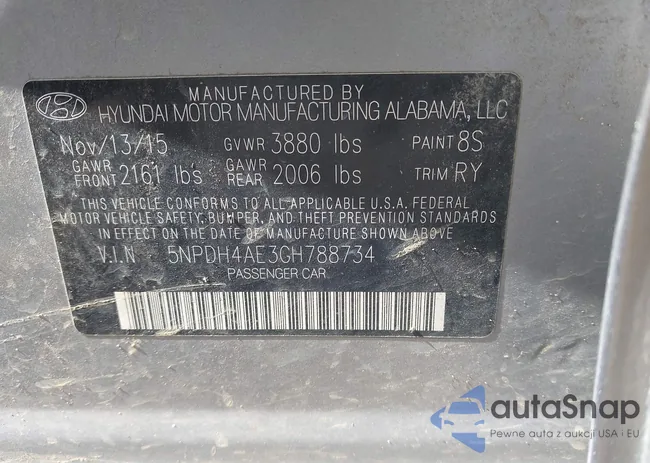 MANUFACTURED BY
HYUNDAI MOTOR MANUFACTURING ALABAMA, LLC
Nov/13/15 GVWR 3880 lbs PAINT 8S
GAWR FRONT 2161 lbs GAWR REAR 2006 lbs TRIM RY
THIS VEHICLE CONFORMS TO ALL APPLICABLE U.S.A. FEDERAL
MOTOR VEHICLE SAFETY, BUMPER, AND THEFT PREVENTION STANDARDS
IN EFFECT ON THE DATE OF MANUFACTURE SHOWN ABOVE.
V.I.N 5NPDH4AE3GH788734
PASSENGER CAR
autaSnap
Pewne auta z aukcji USA i EU